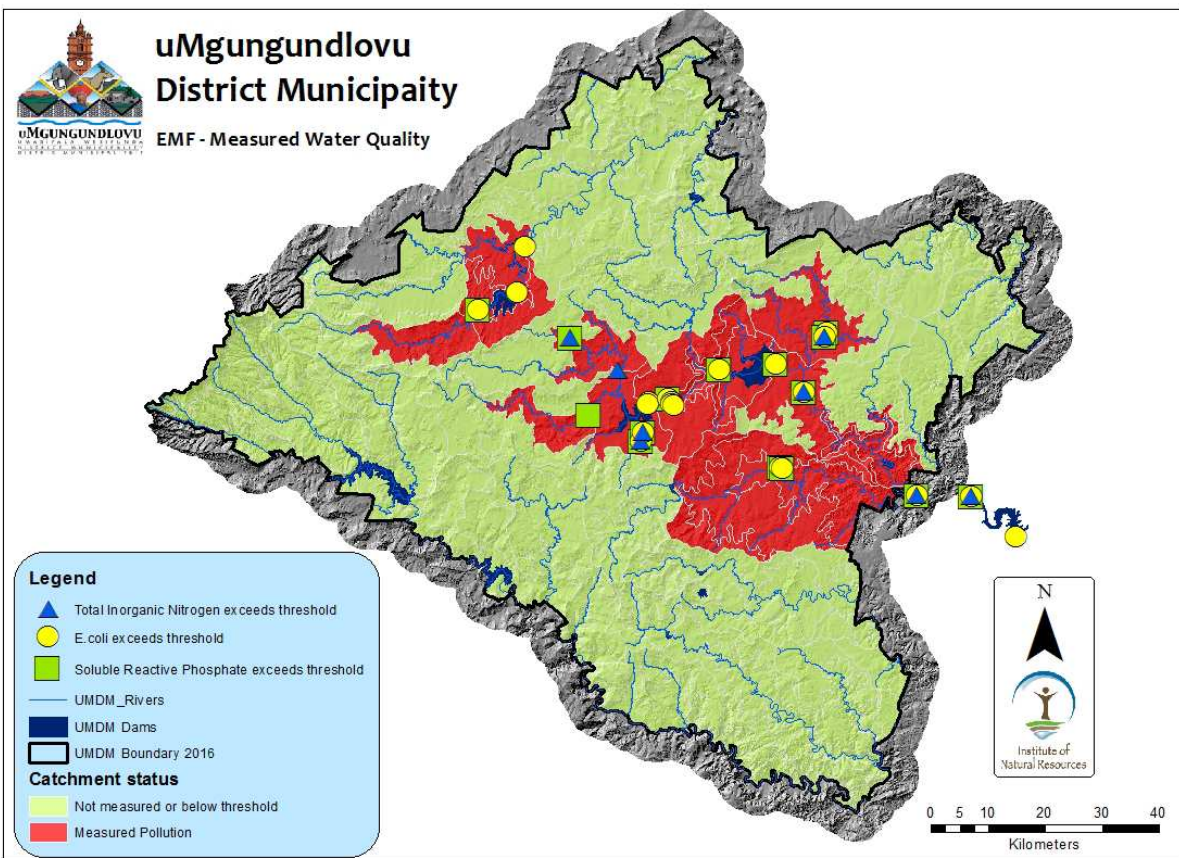 uMgungundlovu
District Municipaity
EMF - Measured Water Quality
uMGUNGUNDLOVU
Legend
Total Inorganic Nitrogen exceeds threshold
E.coli exceeds threshold
Soluble Reactive Phosphate exceeds threshold
UMDM_Rivers
UMDM Dams
UMDM Boundary 2016
Catchment status
Not measured or below threshold
Measured Pollution
N
Institute of
Natural Resources
0 5 10 20 30 40
Kilometers